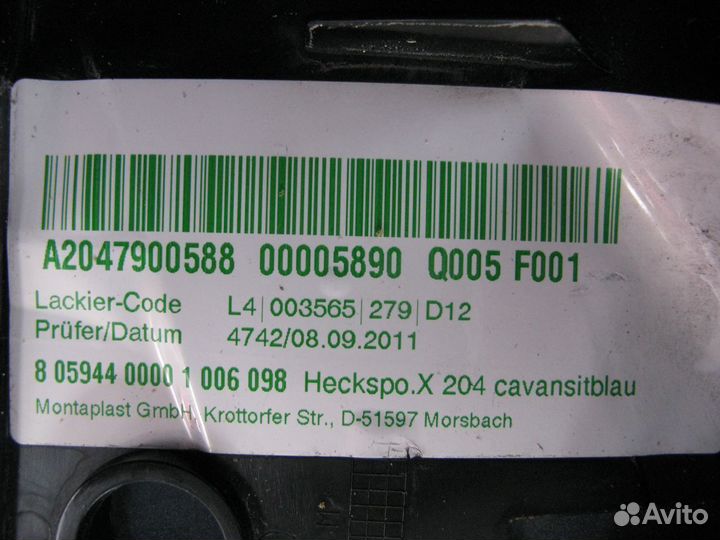 A2047900588 00005890 Q005 F001
Lackier-Code L4|003565|279|D12
Prüfer/Datum 4742/08.09.2011
8 05944 0000 1 006 098 Heckspo.X 204 cavansitblau
Montaplast GmbH, Krottorfer Str., D-51597 Morsbach
Avito